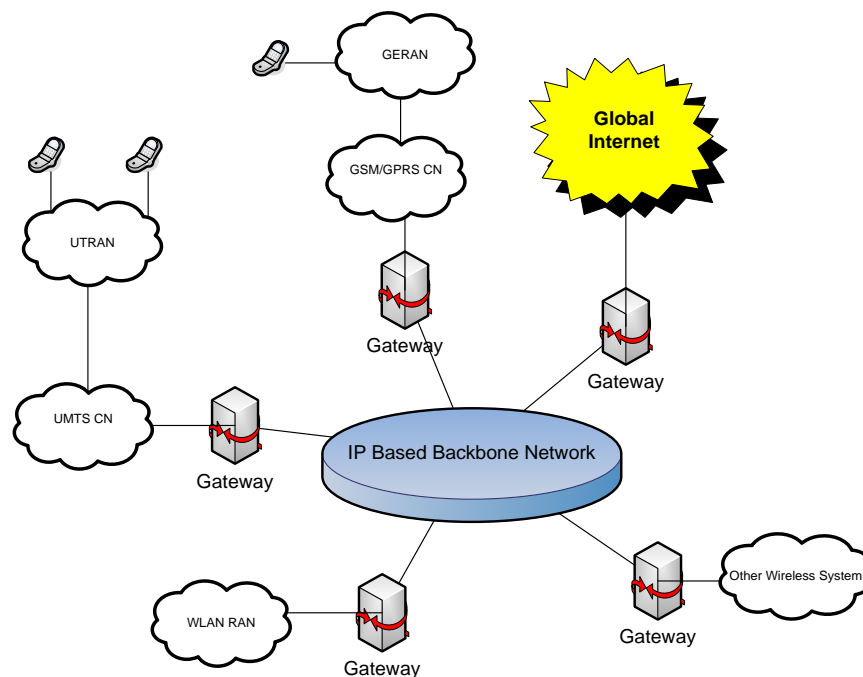 GERAN
Global
Internet
GSM/GPRS CN
UTRAN
Gateway
Gateway
UMTS CN
IP Based Backbone Network
Gateway
Other Wireless System
WLAN RAN
Gateway
Gateway